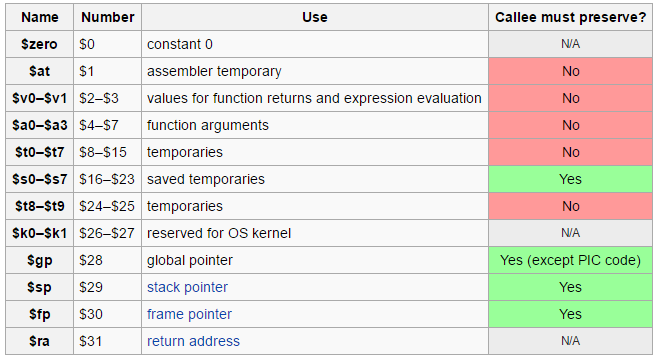 Name Number Use Callee must preserve?
$zero $0 constant 0 N/A
$at $1 assembler temporary No
$v0–$v1 $2–$3 values for function returns and expression evaluation No
$a0–$a3 $4–$7 function arguments No
$t0–$t7 $8–$15 temporaries No
$s0–$s7 $16–$23 saved temporaries Yes
$t8–$t9 $24–$25 temporaries No
$k0–$k1 $26–$27 reserved for OS kernel N/A
$gp $28 global pointer Yes (except PIC code)
$sp $29 stack pointer Yes
$fp $30 frame pointer Yes
$ra $31 return address N/A